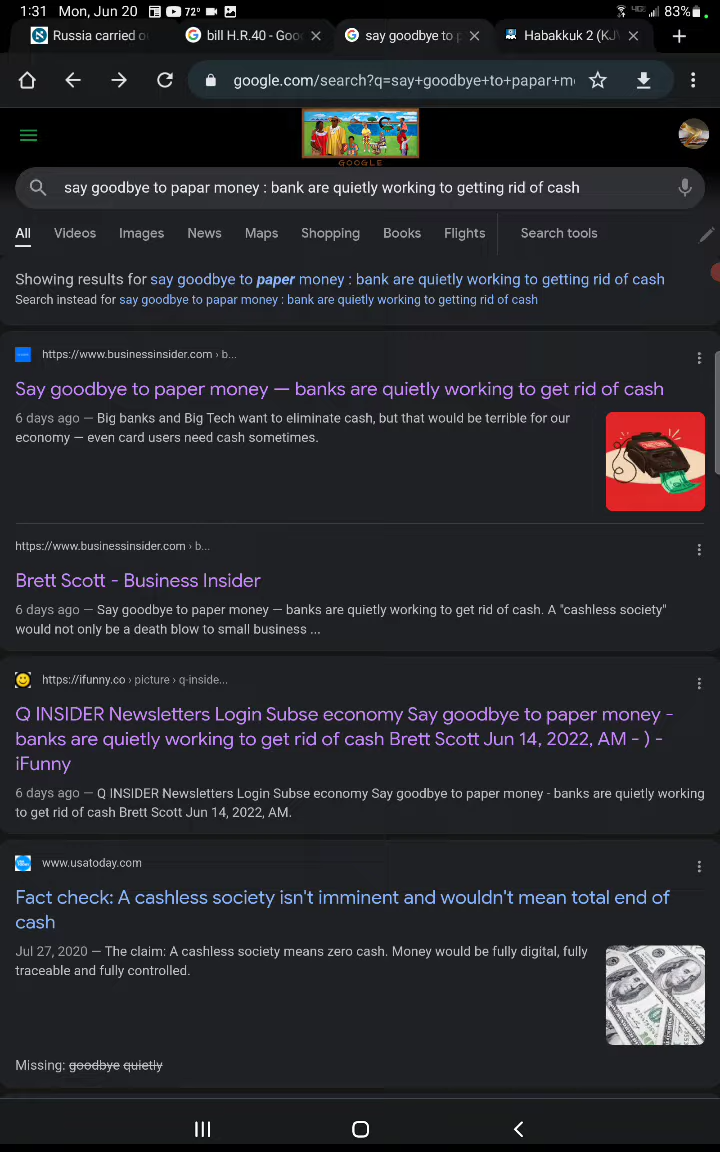 1:31 Mon, Jun 20 72° 83%
Russia carried o
bill H.R.40 - Goo
say goodbye to p
Habakkuk 2 (KJV
google.com/search?q=say+goodbye+to+papar+m
GOOGLE
say goodbye to papar money : bank are quietly working to getting rid of cash
All Videos Images News Maps Shopping Books Flights Search tools
Showing results for say goodbye to paper money : bank are quietly working to getting rid of cash
Search instead for say goodbye to papar money : bank are quietly working to getting rid of cash
https://www.businessinsider.com › b...
Say goodbye to paper money — banks are quietly working to get rid of cash
6 days ago — Big banks and Big Tech want to eliminate cash, but that would be terrible for our
economy — even card users need cash sometimes.
https://www.businessinsider.com › b...
Brett Scott - Business Insider
6 days ago — Say goodbye to paper money — banks are quietly working to get rid of cash. A "cashless society"
would not only be a death blow to small business ...
https://ifunny.co › picture › q-inside...
Q INSIDER Newsletters Login Subse economy Say goodbye to paper money -
banks are quietly working to get rid of cash Brett Scott Jun 14, 2022, AM - ) -
iFunny
6 days ago — Q INSIDER Newsletters Login Subse economy Say goodbye to paper money - banks are quietly working
to get rid of cash Brett Scott Jun 14, 2022, AM.
www.usatoday.com
Fact check: A cashless society isn't imminent and wouldn't mean total end of
cash
Jul 27, 2020 — The claim: A cashless society means zero cash. Money would be fully digital, fully
traceable and fully controlled.
Missing: goodbye quietly